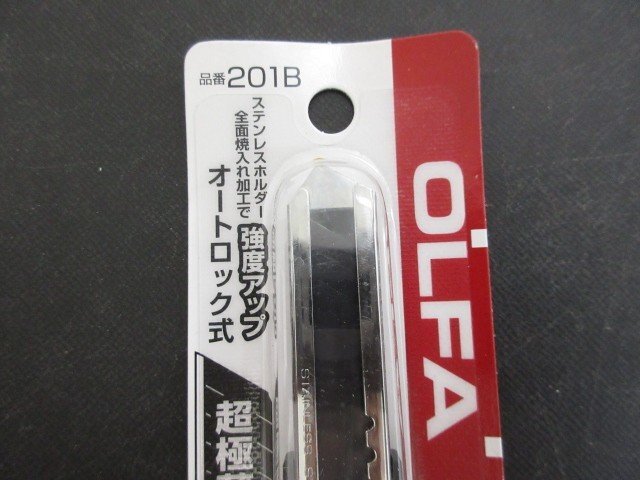 品番201B
ステンレスホルダー
全面焼入れ加工で
強度アップ
オートロック式
超極
OLFA
STAINLESS S